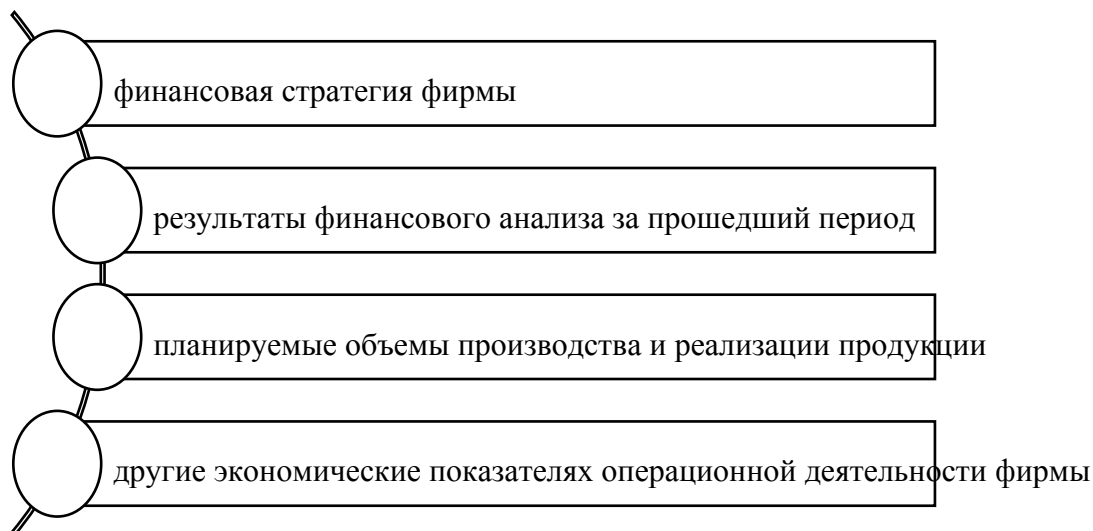 финансовая стратегия фирмы
результаты финансового анализа за прошедший период
планируемые объемы производства и реализации продукции
другие экономические показателях операционной деятельности фирмы